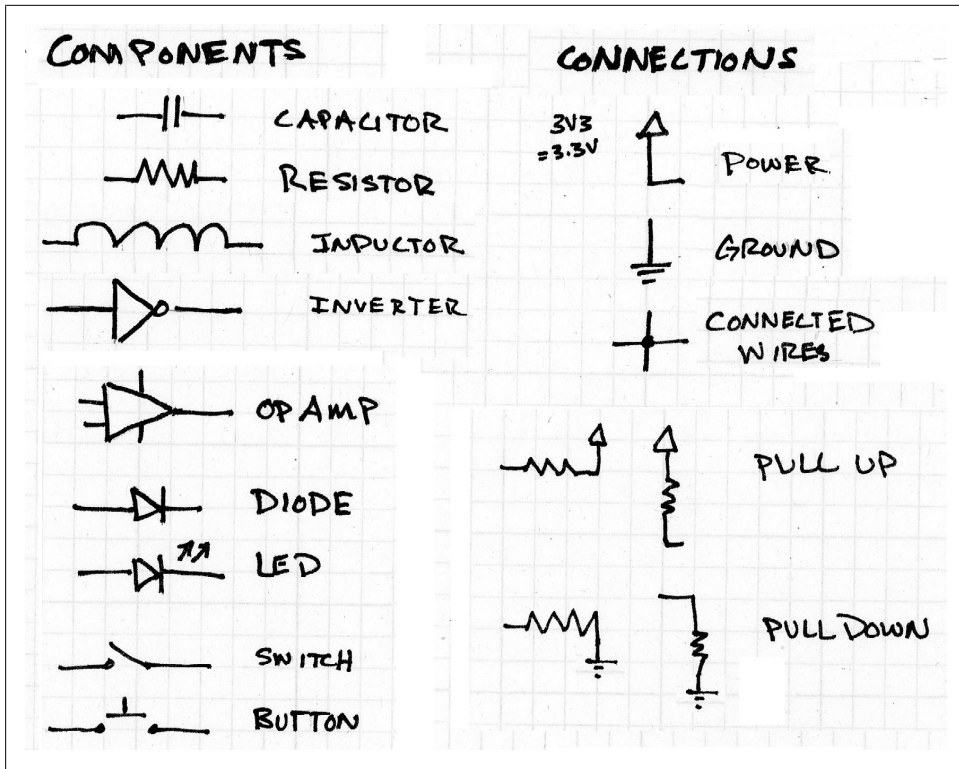 COMPONENTS
CAPACITOR
RESISTOR
INDUCTOR
INVERTER
OP AMP
DIODE
LED
SWITCH
BUTTON
CONNECTIONS
3V3
=3.3V
POWER
GROUND
CONNECTED
WIRES
PULL UP
PULL DOWN